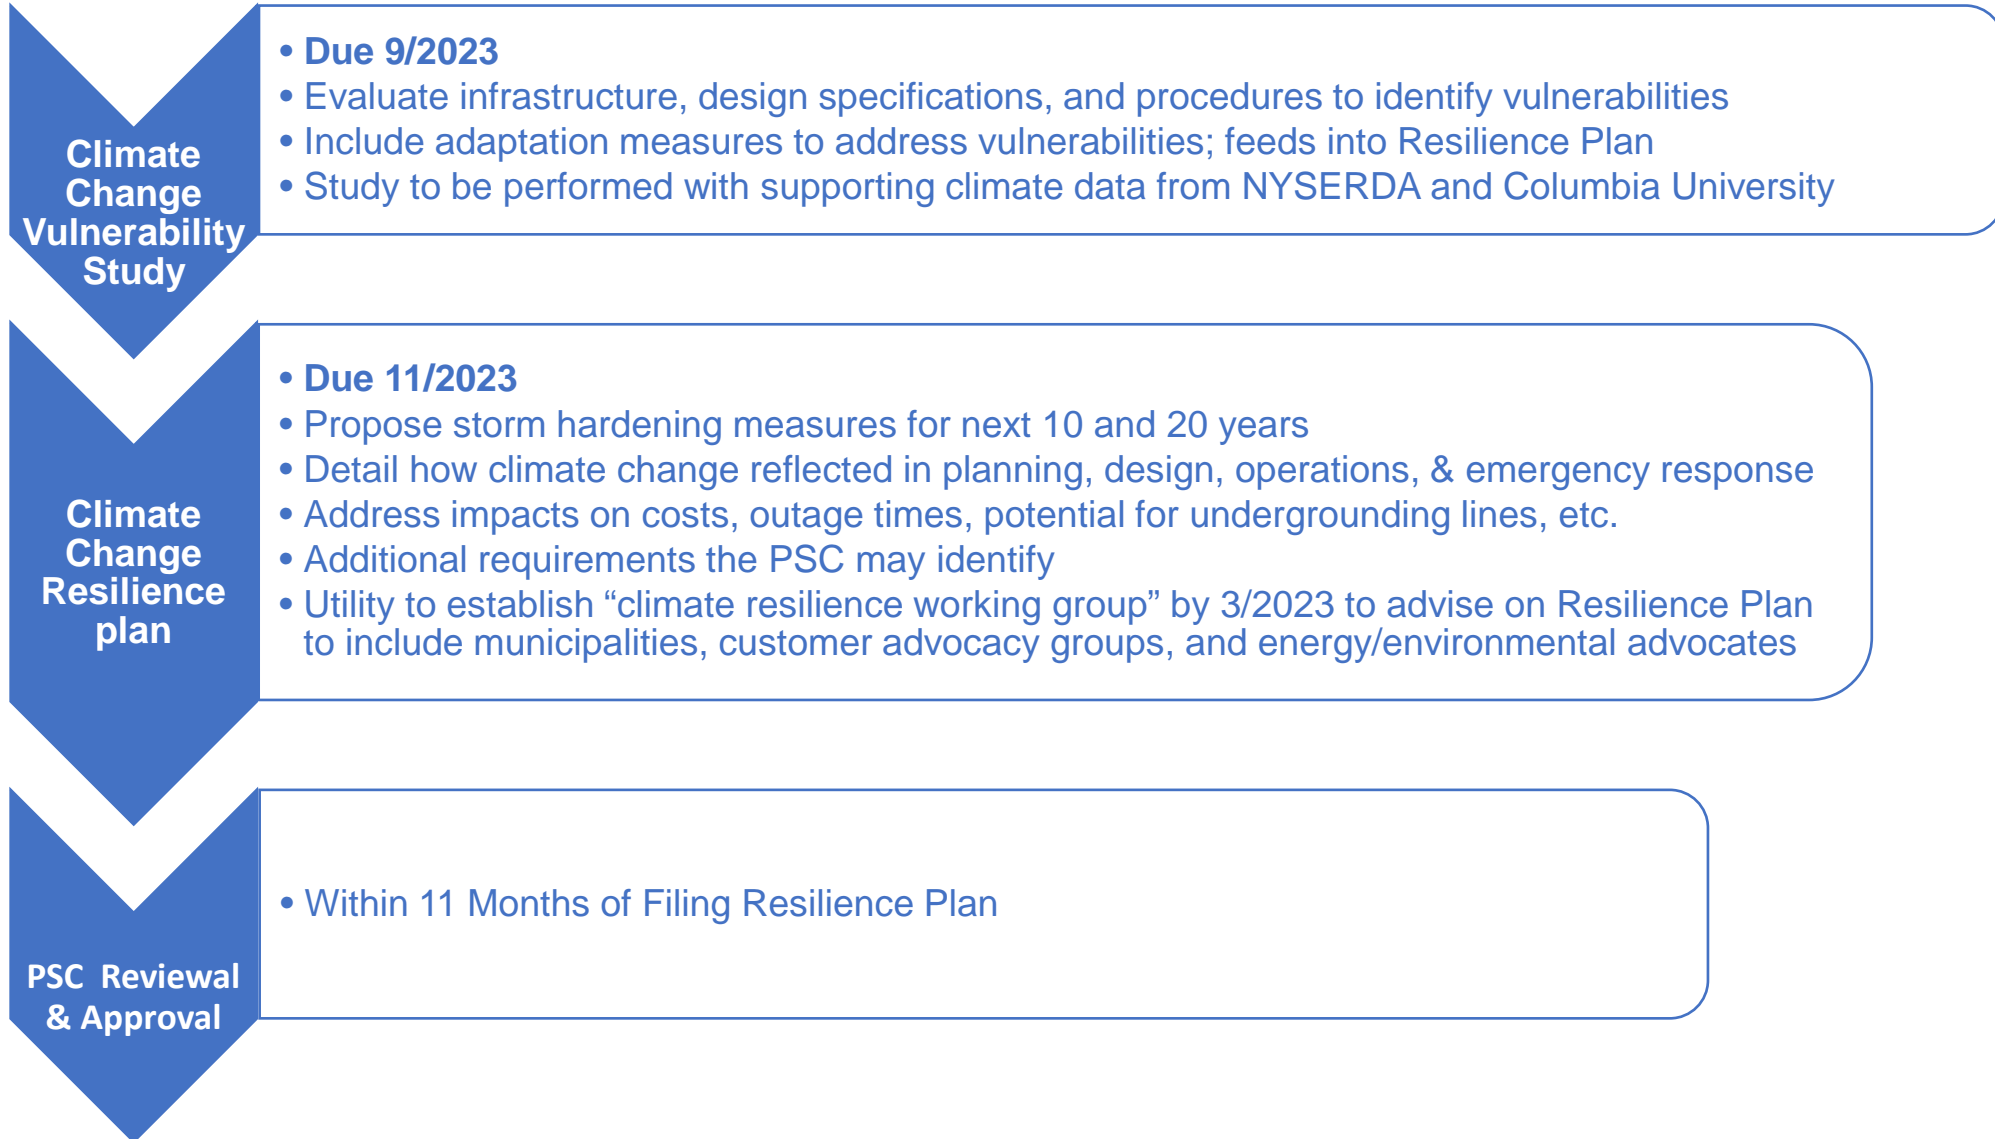 Climate
Change
Vulnerability
Study
• Due 9/2023
• Evaluate infrastructure, design specifications, and procedures to identify vulnerabilities
• Include adaptation measures to address vulnerabilities; feeds into Resilience Plan
• Study to be performed with supporting climate data from NYSERDA and Columbia University
Climate
Change
Resilience
plan
• Due 11/2023
• Propose storm hardening measures for next 10 and 20 years
• Detail how climate change reflected in planning, design, operations, & emergency response
• Address impacts on costs, outage times, potential for undergrounding lines, etc.
• Additional requirements the PSC may identify
• Utility to establish “climate resilience working group” by 3/2023 to advise on Resilience Plan
to include municipalities, customer advocacy groups, and energy/environmental advocates
PSC Reviewal
& Approval
• Within 11 Months of Filing Resilience Plan